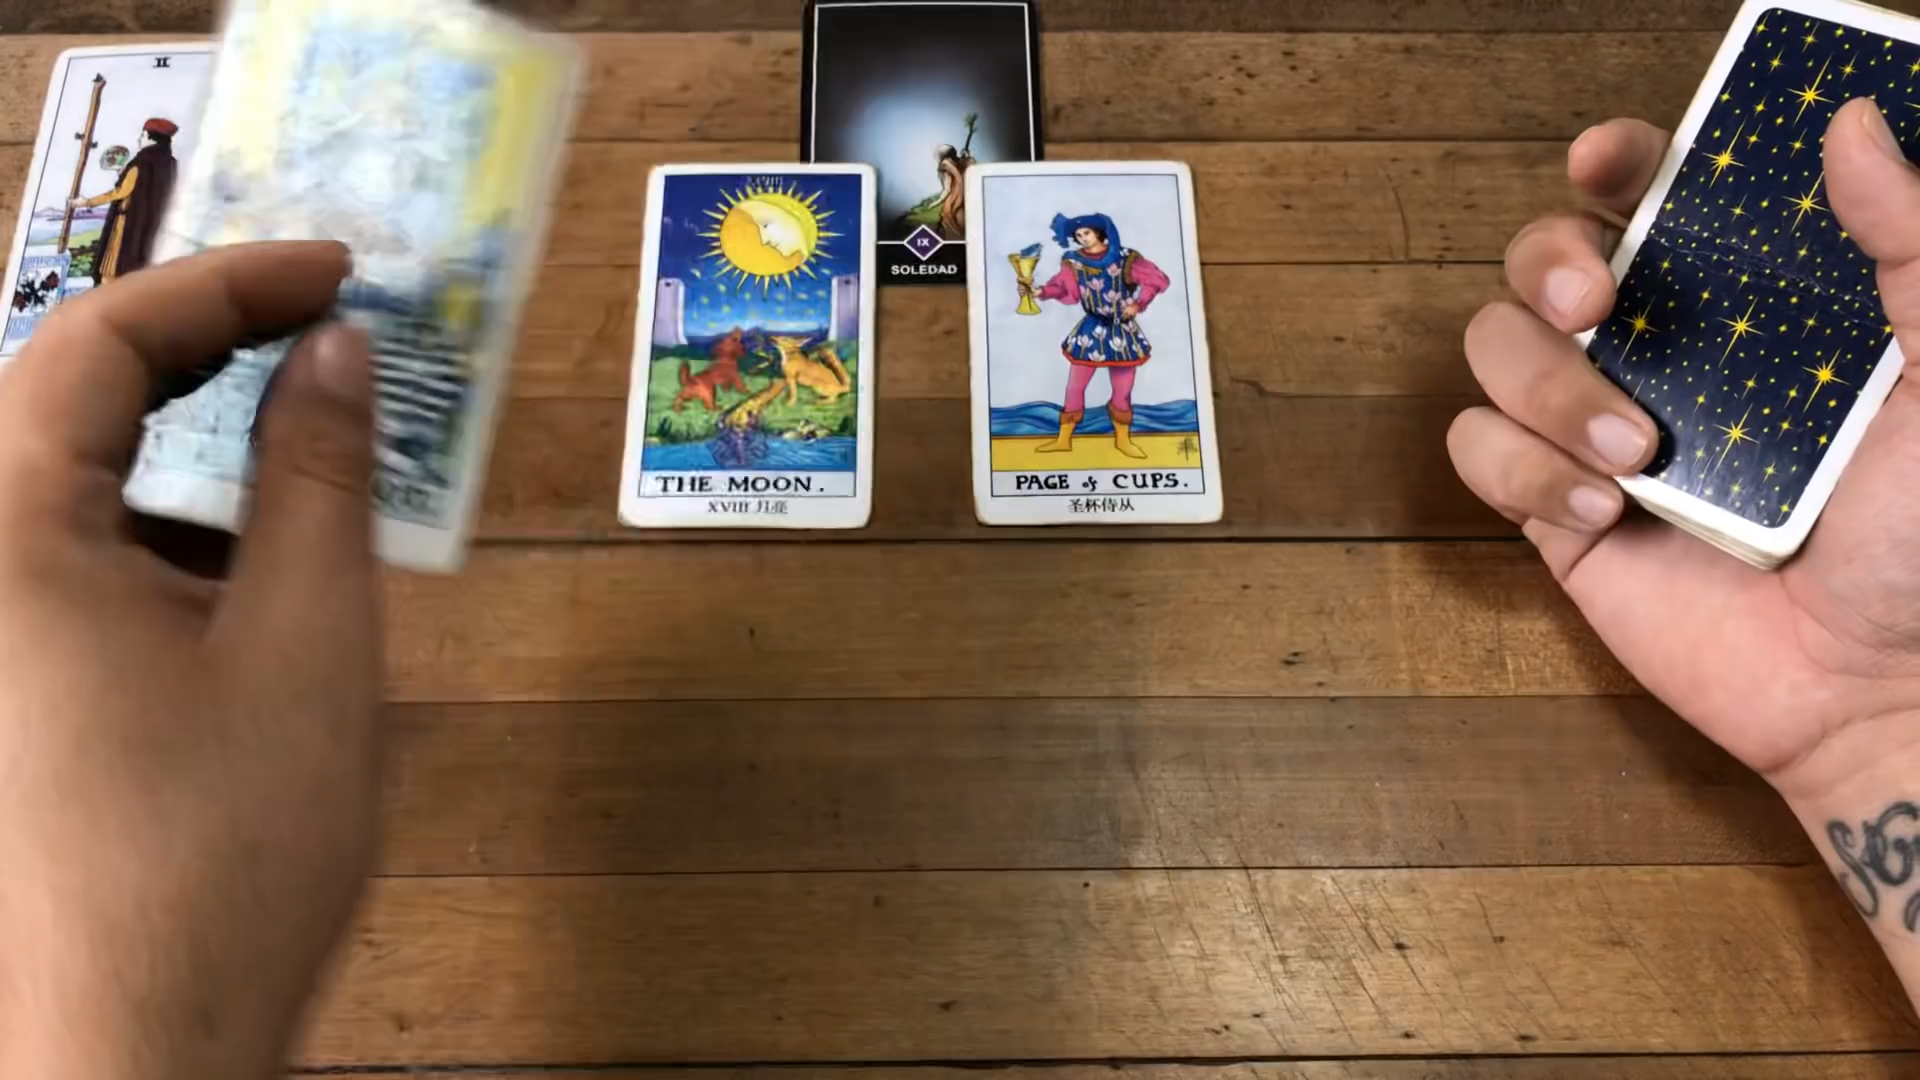 II
XVIII
IX
SOLEDAD
THE MOON.
XVIII 月亮
PAGE of CUPS.
圣杯侍从